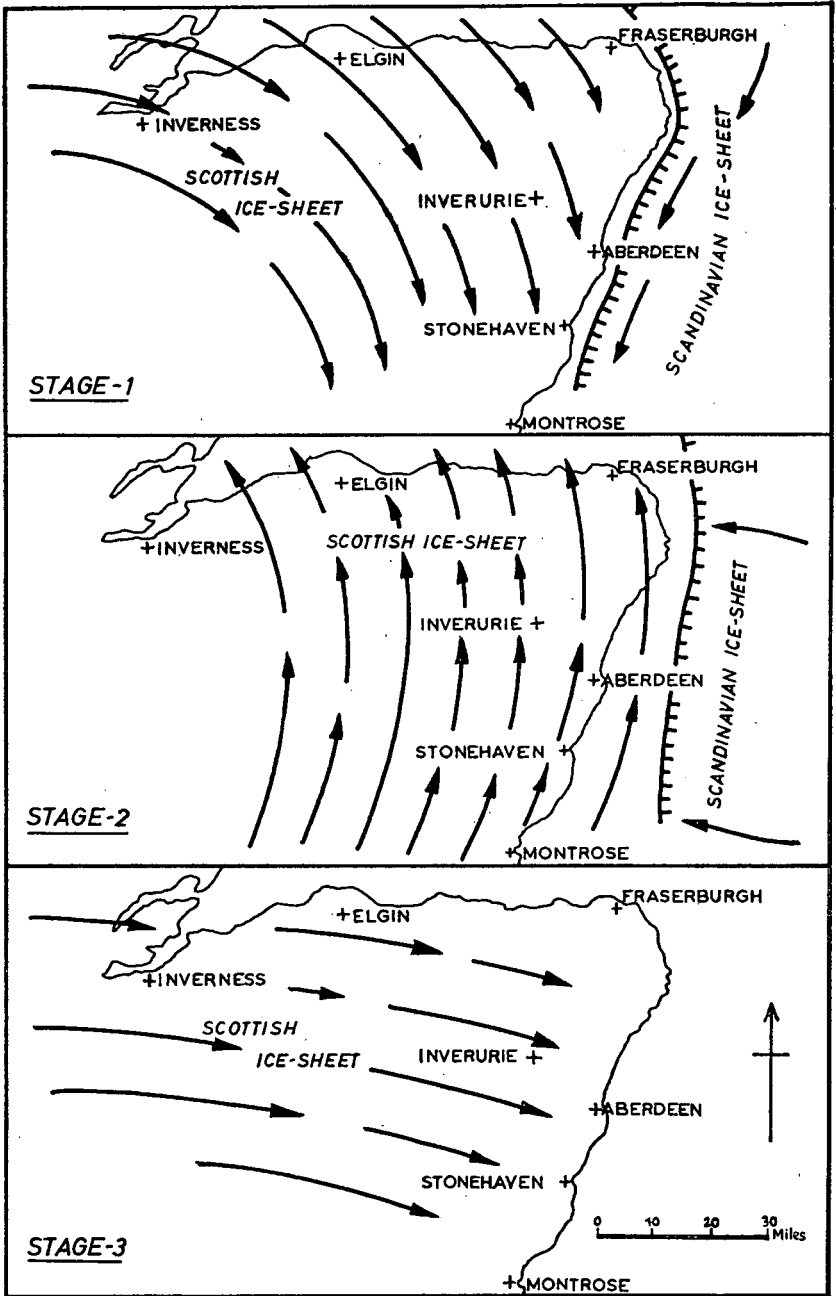 FRASERBURGH
+ELGIN
+INVERNESS
SCOTTISH
ICE-SHEET
INVERURIE+
+ABERDEEN
SCANDINAVIAN ICE-SHEET
STONEHAVEN+
STAGE-1
+MONTROSE
FRASERBURGH
+ELGIN
+INVERNESS
SCOTTISH ICE-SHEET
INVERURIE +
+ABERDEEN
SCANDINAVIAN ICE-SHEET
STONEHAVEN+
STAGE-2
+MONTROSE
FRASERBURGH
+ELGIN
+INVERNESS
SCOTTISH
ICE-SHEET
INVERURIE +
+ABERDEEN
STONEHAVEN+
0 10 20 30
Miles
STAGE-3
+MONTROSE